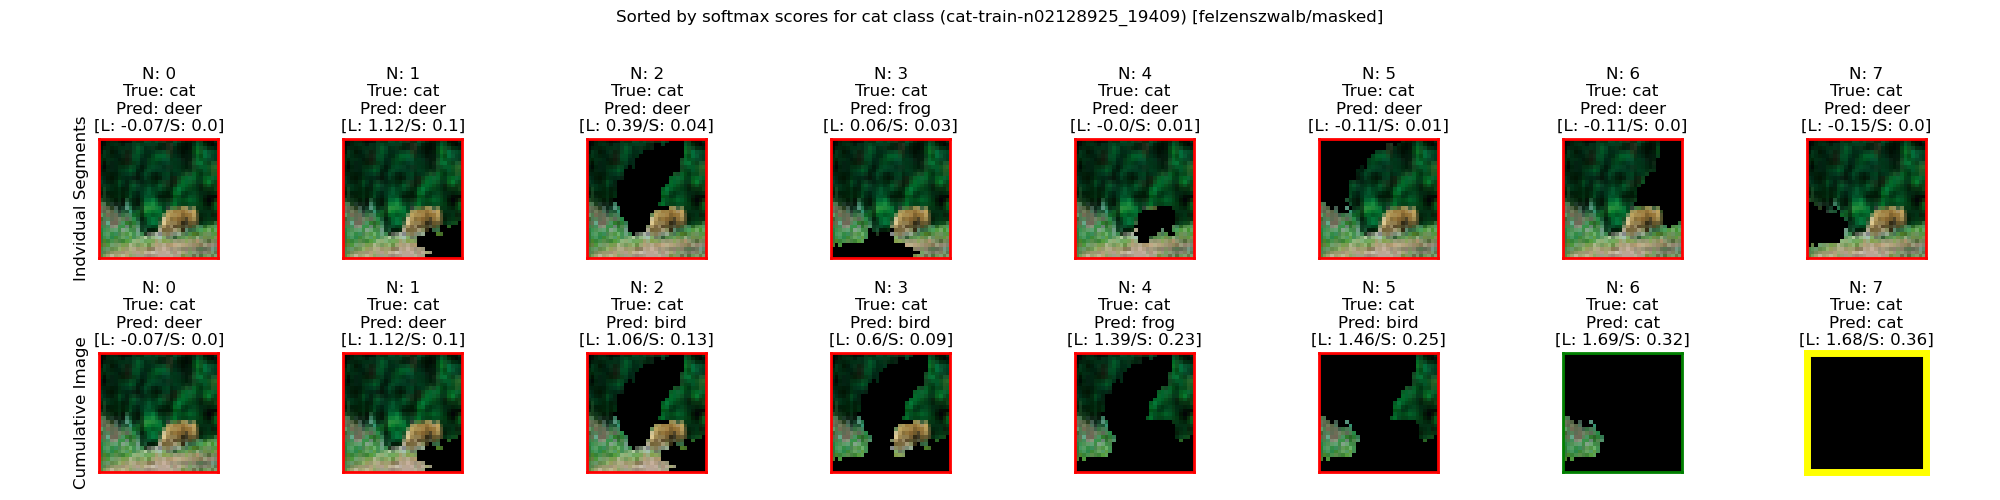 Sorted by softmax scores for cat class (cat-train-n02128925_19409) [felzenszwalb/masked]
Indvidual Segments
N: 0
True: cat
Pred: deer
[L: -0.07/S: 0.0]
N: 1
True: cat
Pred: deer
[L: 1.12/S: 0.1]
N: 2
True: cat
Pred: deer
[L: 0.39/S: 0.04]
N: 3
True: cat
Pred: frog
[L: 0.06/S: 0.03]
N: 4
True: cat
Pred: deer
[L: -0.0/S: 0.01]
N: 5
True: cat
Pred: deer
[L: -0.11/S: 0.01]
N: 6
True: cat
Pred: deer
[L: -0.11/S: 0.0]
N: 7
True: cat
Pred: deer
[L: -0.15/S: 0.0]
Cumulative Image
N: 0
True: cat
Pred: deer
[L: -0.07/S: 0.0]
N: 1
True: cat
Pred: deer
[L: 1.12/S: 0.1]
N: 2
True: cat
Pred: bird
[L: 1.06/S: 0.13]
N: 3
True: cat
Pred: bird
[L: 0.6/S: 0.09]
N: 4
True: cat
Pred: frog
[L: 1.39/S: 0.23]
N: 5
True: cat
Pred: bird
[L: 1.46/S: 0.25]
N: 6
True: cat
Pred: cat
[L: 1.69/S: 0.32]
N: 7
True: cat
Pred: cat
[L: 1.68/S: 0.36]